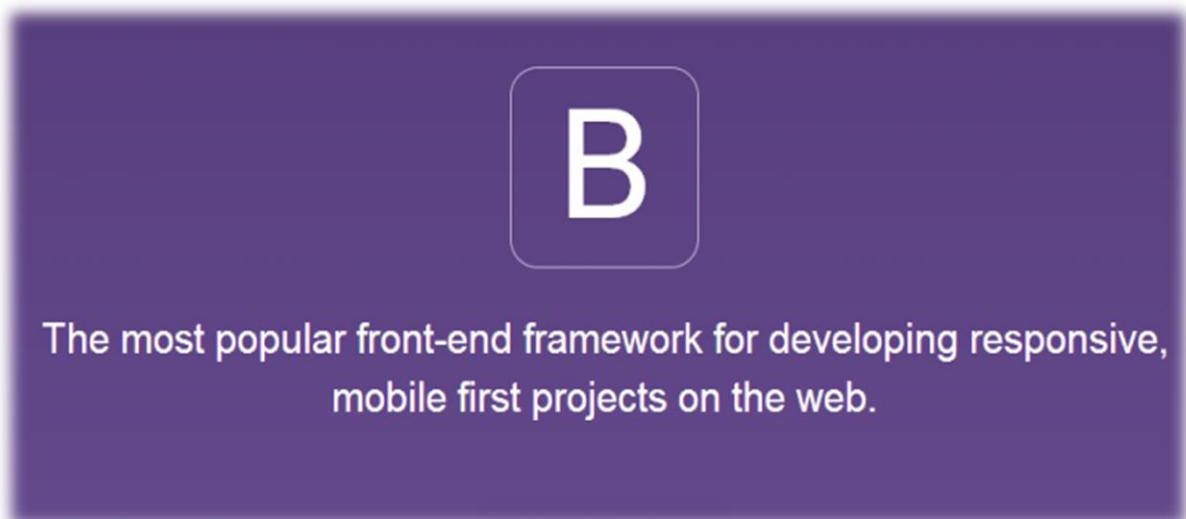 B
The most popular front-end framework for developing responsive,
mobile first projects on the web.